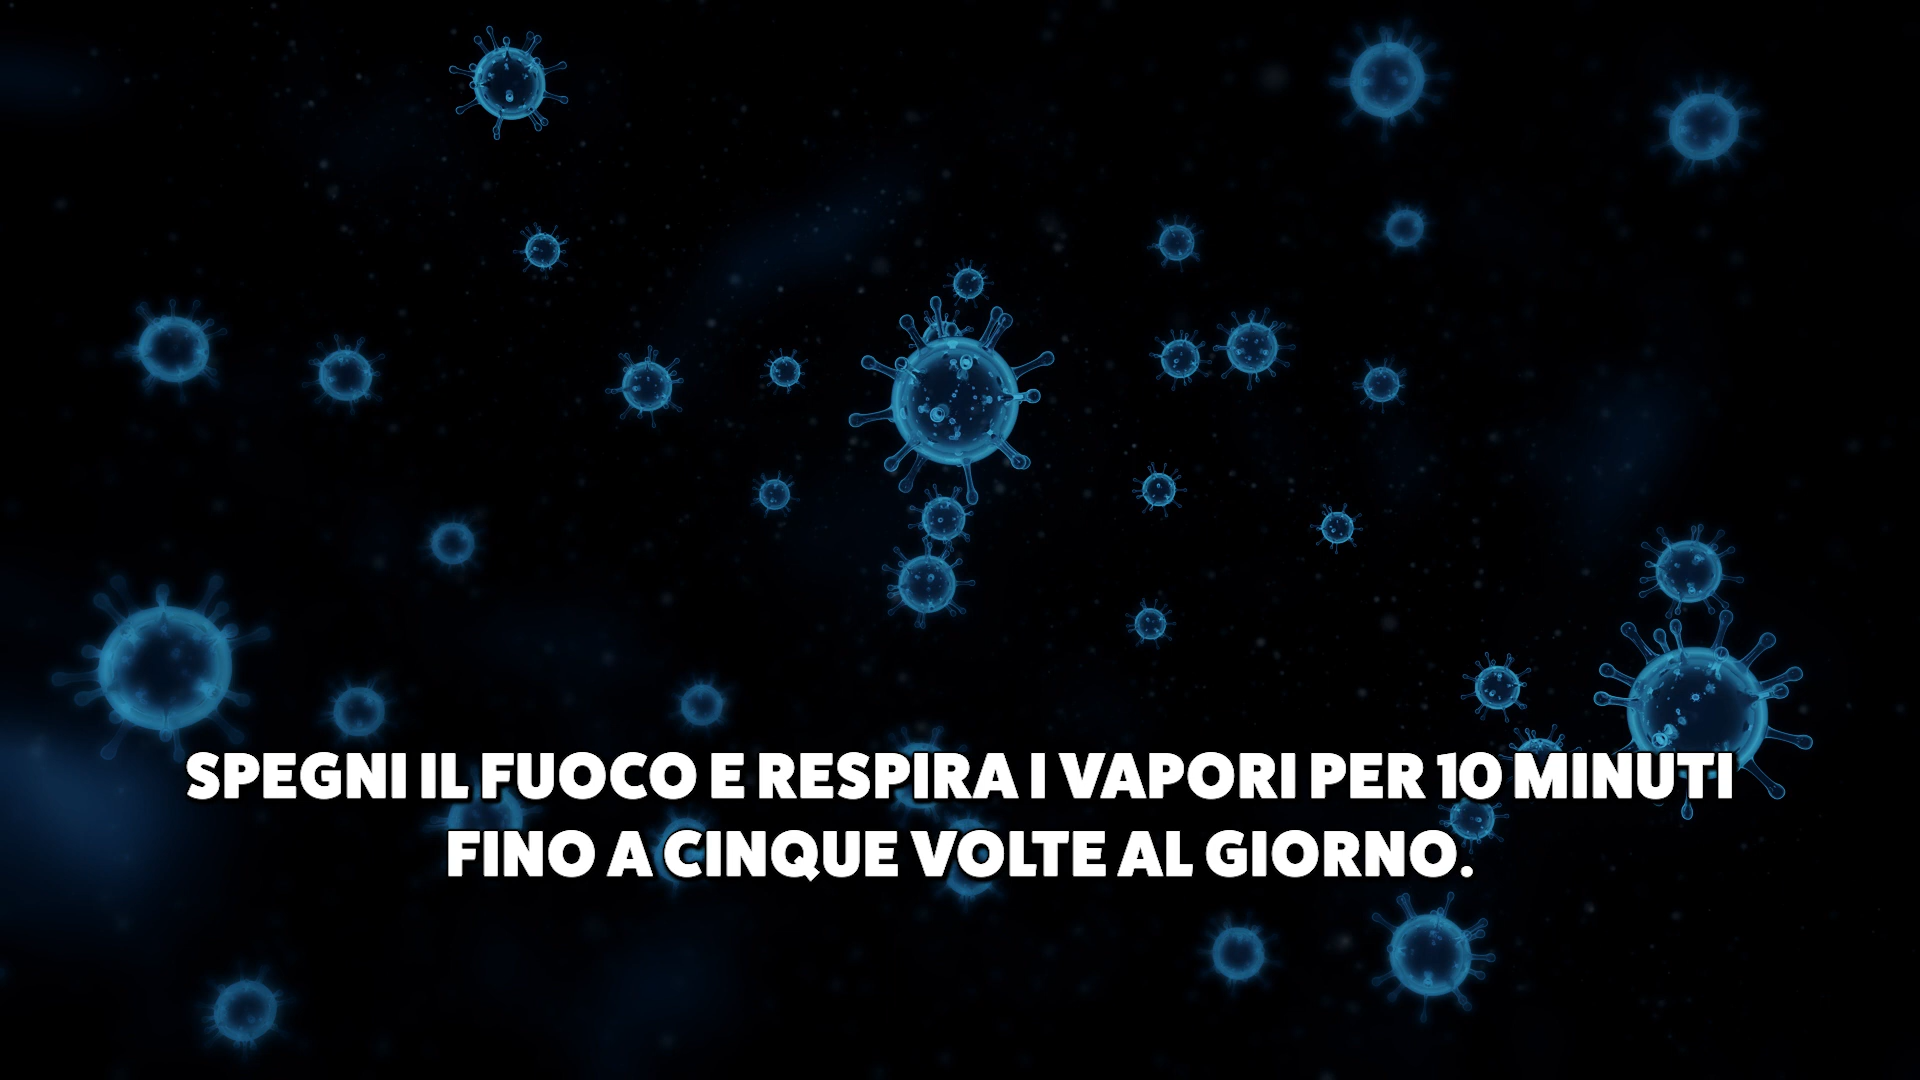 SPEGNI IL FUOCO E RESPIRA I VAPORI PER 10 MINUTI
FINO A CINQUE VOLTE AL GIORNO.